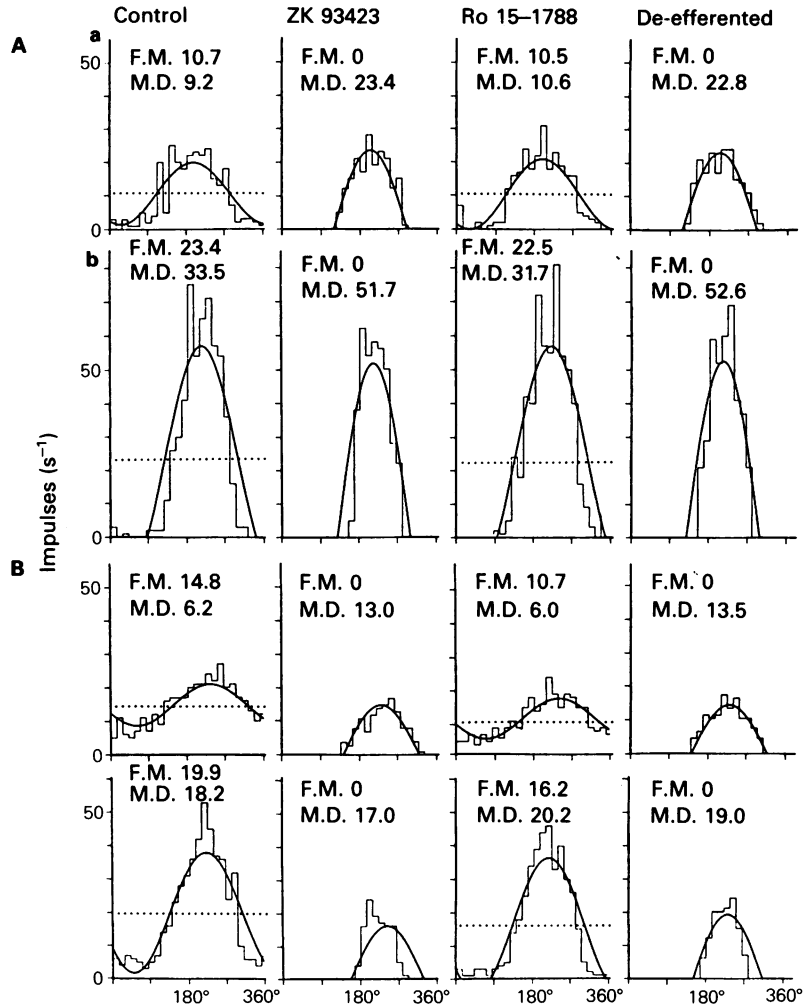 Control ZK 93423 Ro 15–1788 De-efferented
A a
50
F.M. 10.7
M.D. 9.2
F.M. 0
M.D. 23.4
F.M. 10.5
M.D. 10.6
F.M. 0
M.D. 22.8
0
b
F.M. 23.4
M.D. 33.5
F.M. 0
M.D. 51.7
F.M. 22.5
M.D. 31.7
F.M. 0
M.D. 52.6
50
0
Impulses (s⁻¹)
B
50
F.M. 14.8
M.D. 6.2
F.M. 0
M.D. 13.0
F.M. 10.7
M.D. 6.0
F.M. 0
M.D. 13.5
0
F.M. 19.9
M.D. 18.2
F.M. 0
M.D. 17.0
F.M. 16.2
M.D. 20.2
F.M. 0
M.D. 19.0
50
0
180° 360° 180° 360° 180° 360° 180° 360°